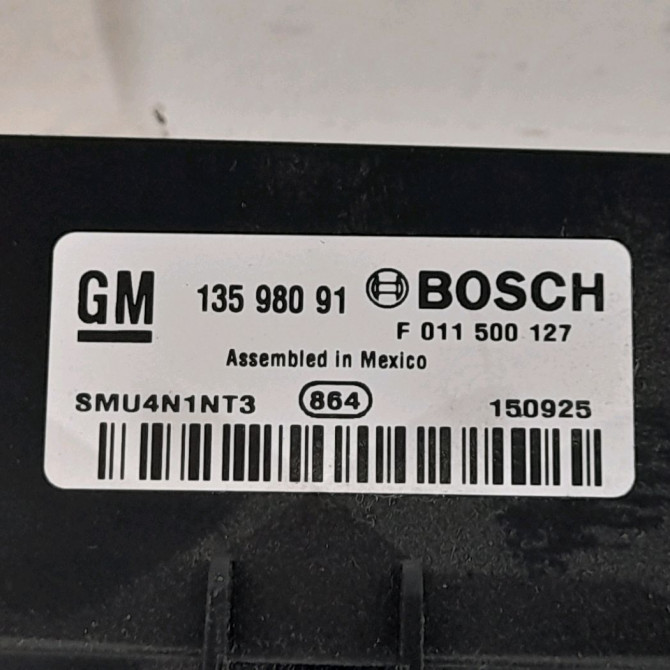 GM 135 980 91 BOSCH
F 011 500 127
Assembled in Mexico
SMU4N1NT3 864 150925